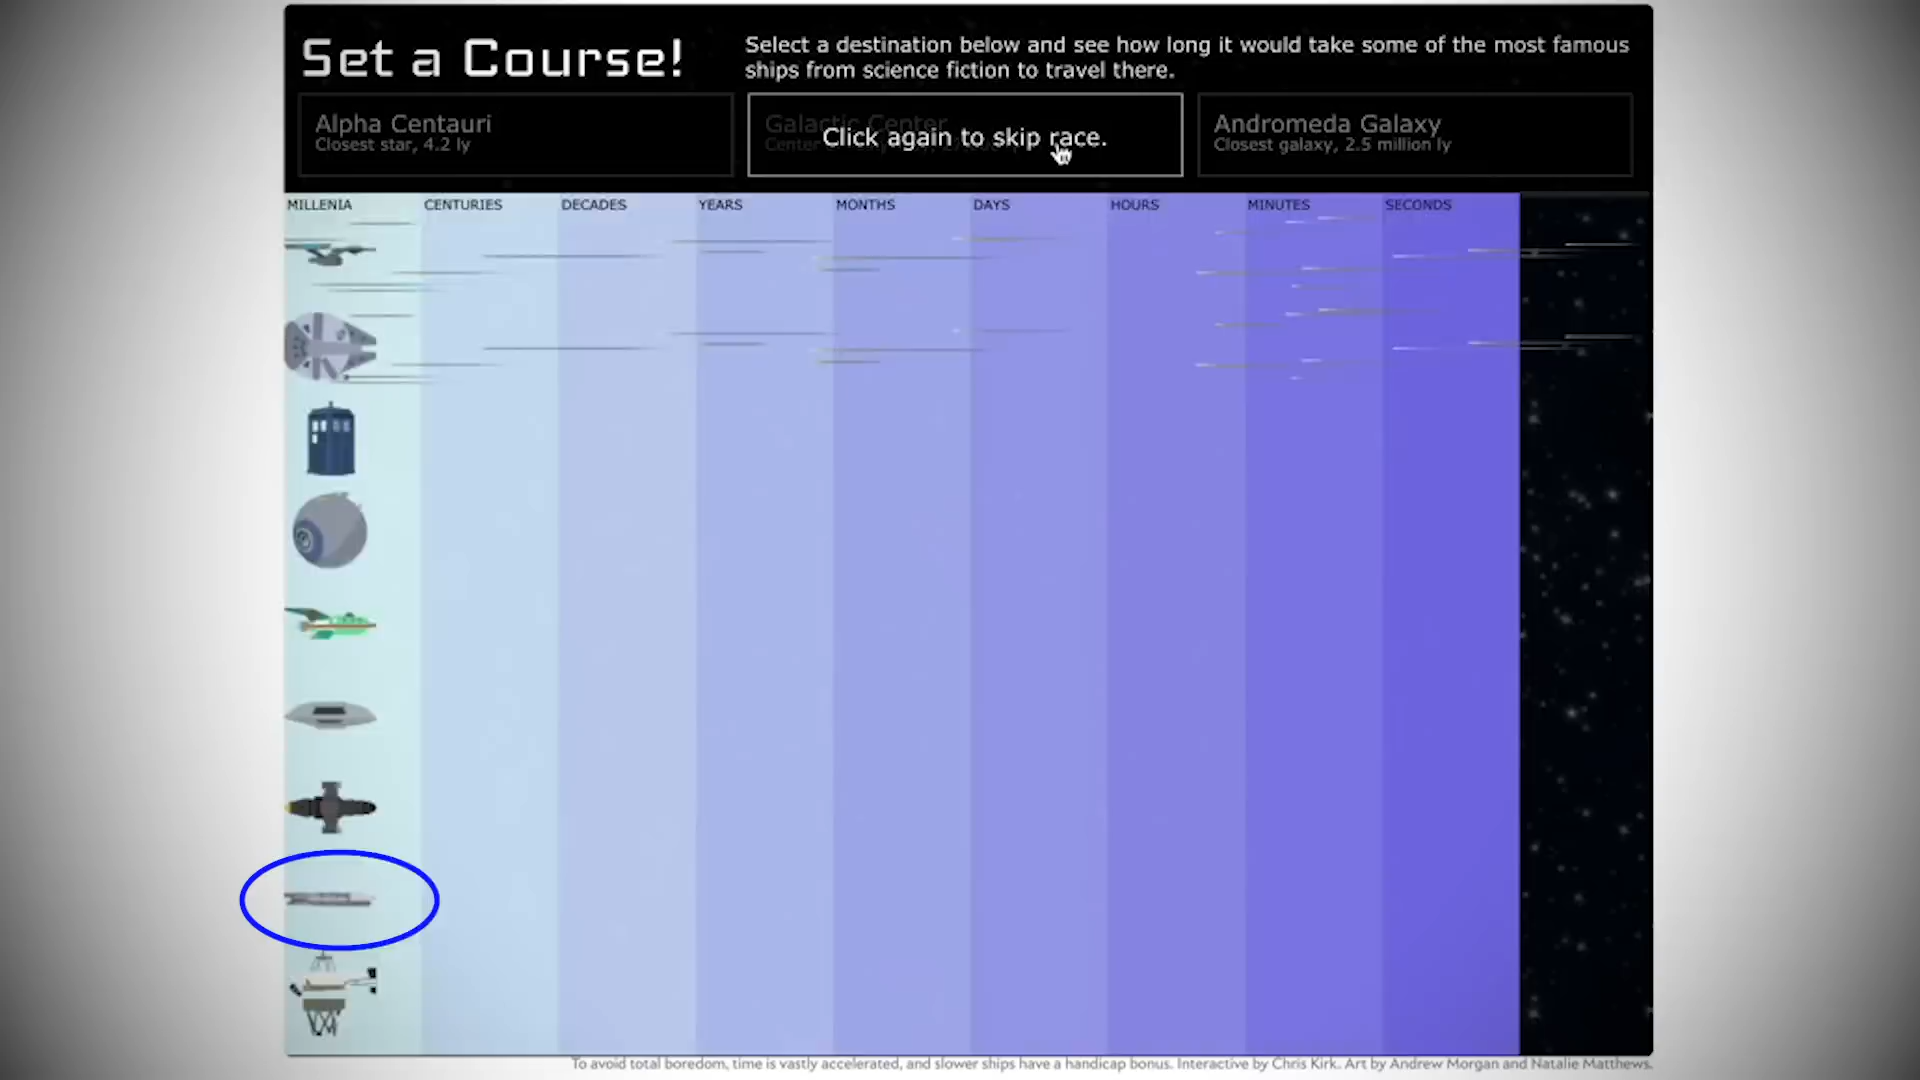 Set a Course!
Select a destination below and see how long it would take some of the most famous
ships from science fiction to travel there.
Alpha Centauri
Closest star, 4.2 ly
Galactic Center
Center
Click again to skip race.
Andromeda Galaxy
Closest galaxy, 2.5 million ly
MILLENIA CENTURIES DECADES YEARS MONTHS DAYS HOURS MINUTES SECONDS
To avoid total boredom, time is vastly accelerated, and slower ships have a handicap bonus. Interactive by Chris Kirk. Art by Andrew Morgan and Natalie Matthews.